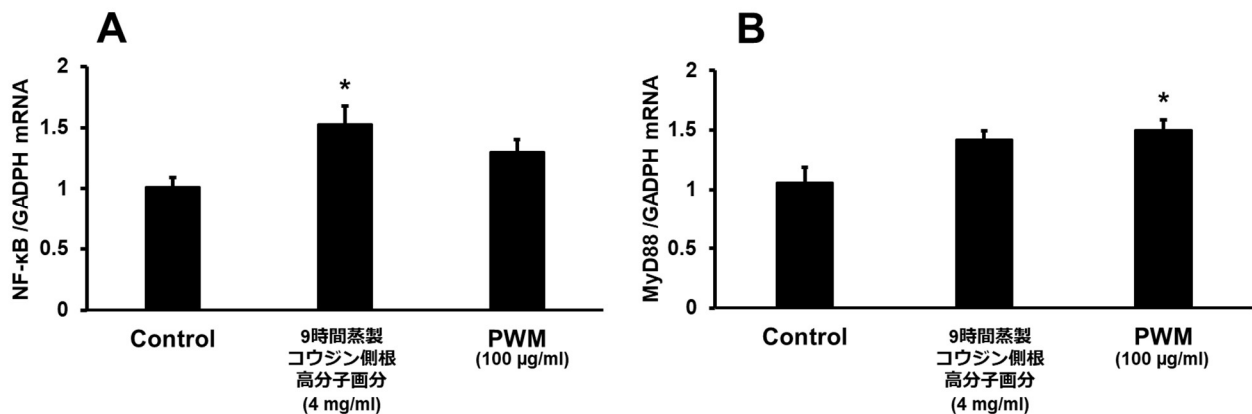 A
NF-κB /GADPH mRNA
2
1.5
1
0.5
0
*
Control
9時間蒸製
コウジン側根
高分子画分
(4 mg/ml)
PWM
(100 μg/ml)
B
MyD88 /GADPH mRNA
2
1.5
1
0.5
0
*
Control
9時間蒸製
コウジン側根
高分子画分
(4 mg/ml)
PWM
(100 μg/ml)